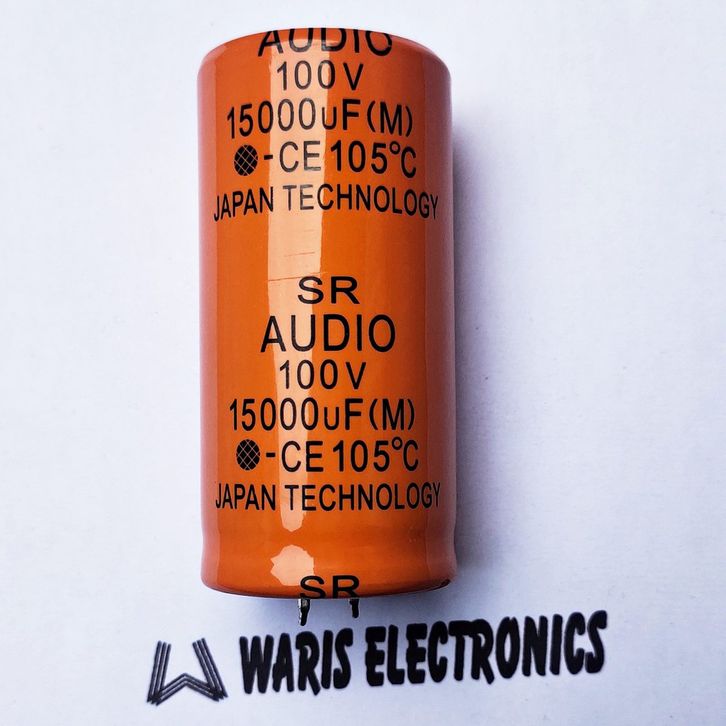 AUDIO
100V
15000uF(M)
-CE 105°C
JAPAN TECHNOLOGY
SR
AUDIO
100V
15000uF(M)
-CE 105°C
JAPAN TECHNOLOGY
SR
W WARIS ELECTRONICS